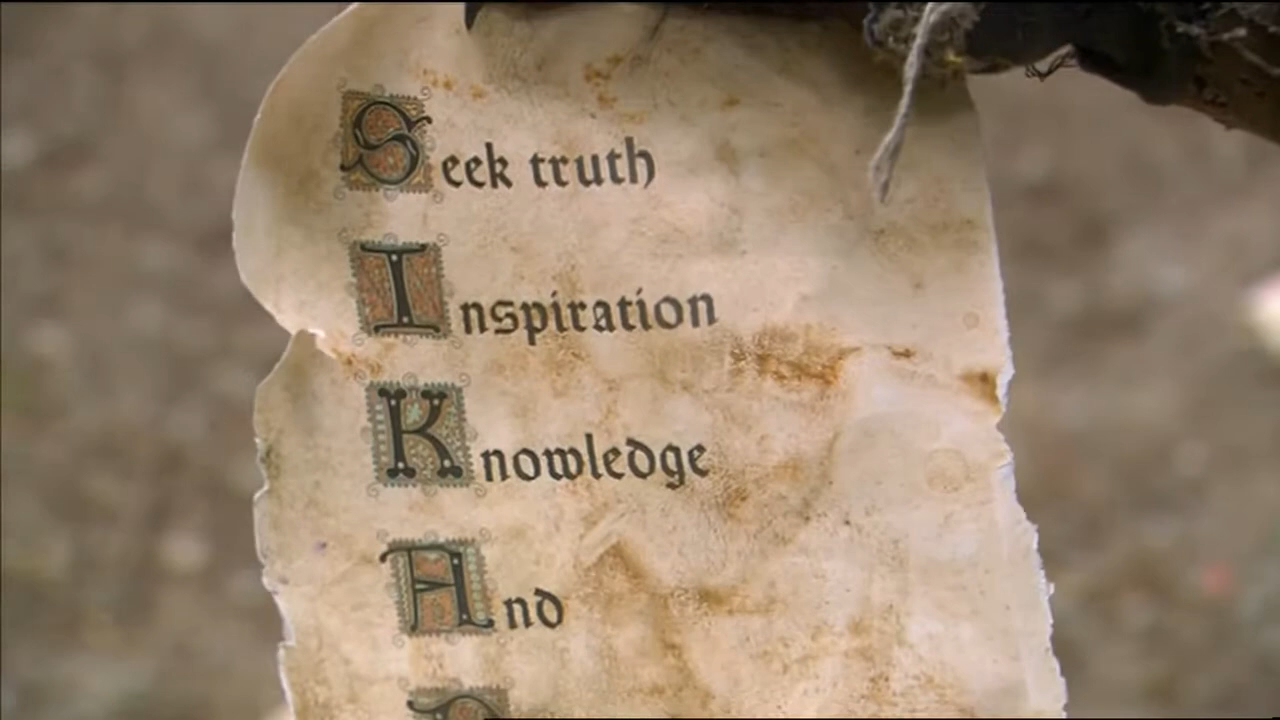 Seek truth
Inspiration
Knowledge
And